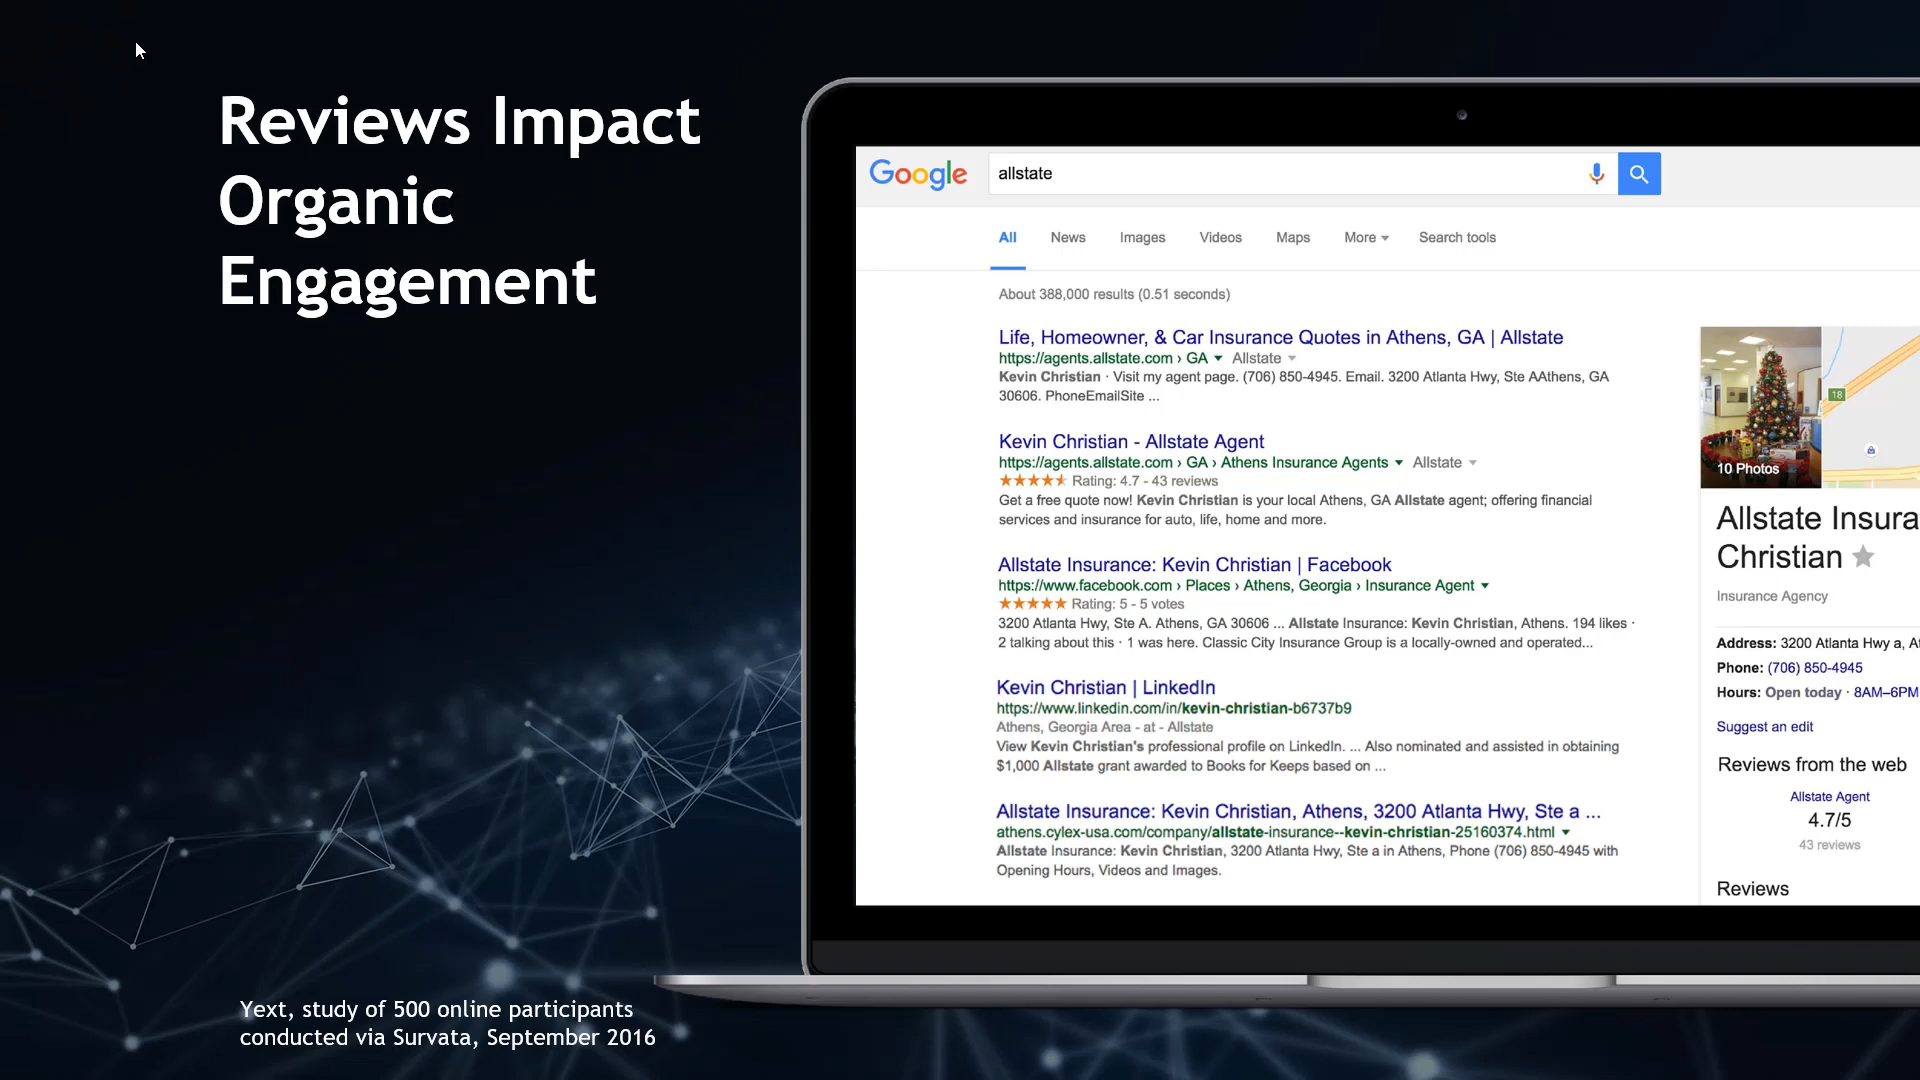 Reviews Impact
Organic
Engagement
Google
allstate
All News Images Videos Maps More Search tools
About 388,000 results (0.51 seconds)
Life, Homeowner, & Car Insurance Quotes in Athens, GA | Allstate
https://agents.allstate.com › GA Allstate
Kevin Christian · Visit my agent page. (706) 850-4945. Email. 3200 Atlanta Hwy, Ste AAthens, GA
30606. PhoneEmailSite ...
Kevin Christian - Allstate Agent
https://agents.allstate.com › GA › Athens Insurance Agents Allstate
★★★★★ Rating: 4.7 - 43 reviews
Get a free quote now! Kevin Christian is your local Athens, GA Allstate agent; offering financial
services and insurance for auto, life, home and more.
Allstate Insurance: Kevin Christian | Facebook
https://www.facebook.com › Places › Athens, Georgia › Insurance Agent
★★★★★ Rating: 5 - 5 votes
3200 Atlanta Hwy, Ste A. Athens, GA 30606 ... Allstate Insurance: Kevin Christian, Athens. 194 likes ·
2 talking about this · 1 was here. Classic City Insurance Group is a locally-owned and operated...
Kevin Christian | LinkedIn
https://www.linkedin.com/in/kevin-christian-b6737b9
Athens, Georgia Area - at - Allstate
View Kevin Christian's professional profile on LinkedIn. ... Also nominated and assisted in obtaining
$1,000 Allstate grant awarded to Books for Keeps based on ...
Allstate Insurance: Kevin Christian, Athens, 3200 Atlanta Hwy, Ste a ...
athens.cylex-usa.com/company/allstate-insurance--kevin-christian-25160374.html
Allstate Insurance: Kevin Christian, 3200 Atlanta Hwy, Ste a in Athens, Phone (706) 850-4945 with
Opening Hours, Videos and Images.
18
10 Photos
Allstate Insura
Christian
Insurance Agency
Address: 3200 Atlanta Hwy a, At
Phone: (706) 850-4945
Hours: Open today · 8AM–6PM
Suggest an edit
Reviews from the web
Allstate Agent
4.7/5
43 reviews
Reviews
Yext, study of 500 online participants
conducted via Survata, September 2016